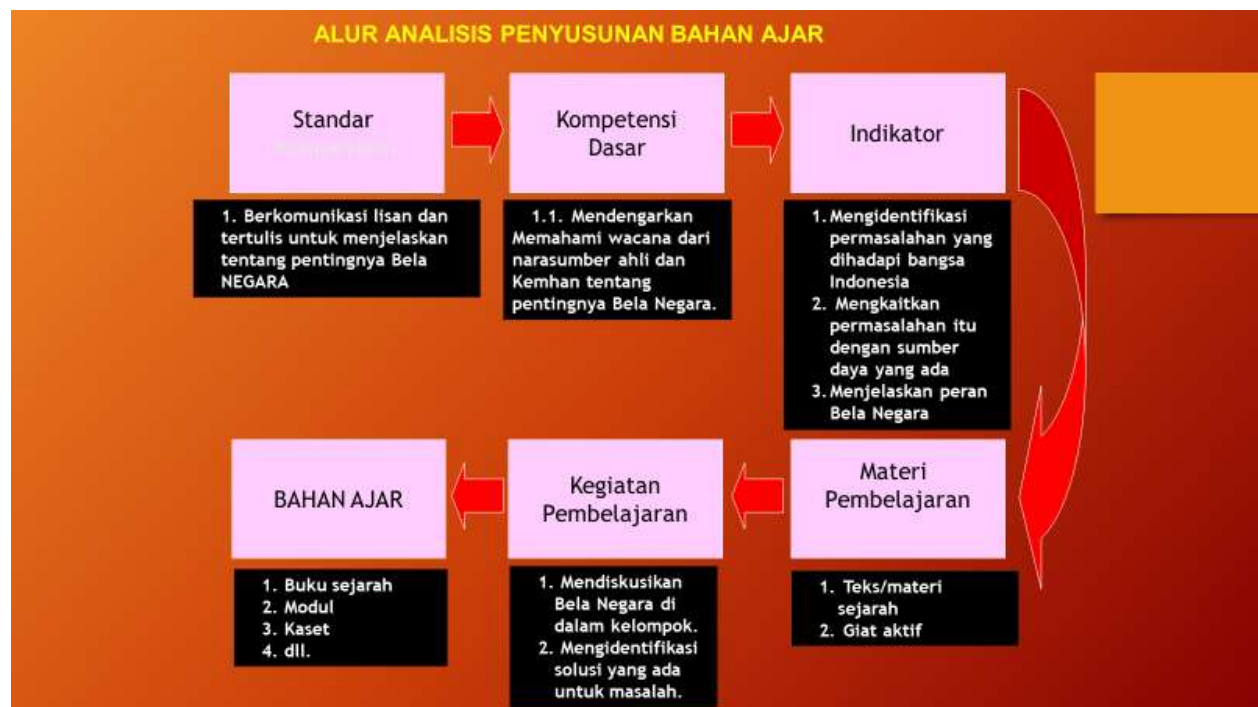 ALUR ANALISIS PENYUSUNAN BAHAN AJAR
Standar
Kompetensi
1. Berkomunikasi lisan dan
tertulis untuk menjelaskan
tentang pentingnya Bela
NEGARA
Kompetensi
Dasar
1.1. Mendengarkan
Memahami wacana dari
narasumber ahli dan
Kemhan tentang
pentingnya Bela Negara.
Indikator
1. Mengidentifikasi
permasalahan yang
dihadapi bangsa
Indonesia
2. Mengkaitkan
permasalahan itu
dengan sumber
daya yang ada
3. Menjelaskan peran
Bela Negara
Materi
Pembelajaran
1. Teks/materi
sejarah
2. Giat aktif
Kegiatan
Pembelajaran
1. Mendiskusikan
Bela Negara di
dalam kelompok.
2. Mengidentifikasi
solusi yang ada
untuk masalah.
BAHAN AJAR
1. Buku sejarah
2. Modul
3. Kaset
4. dll.